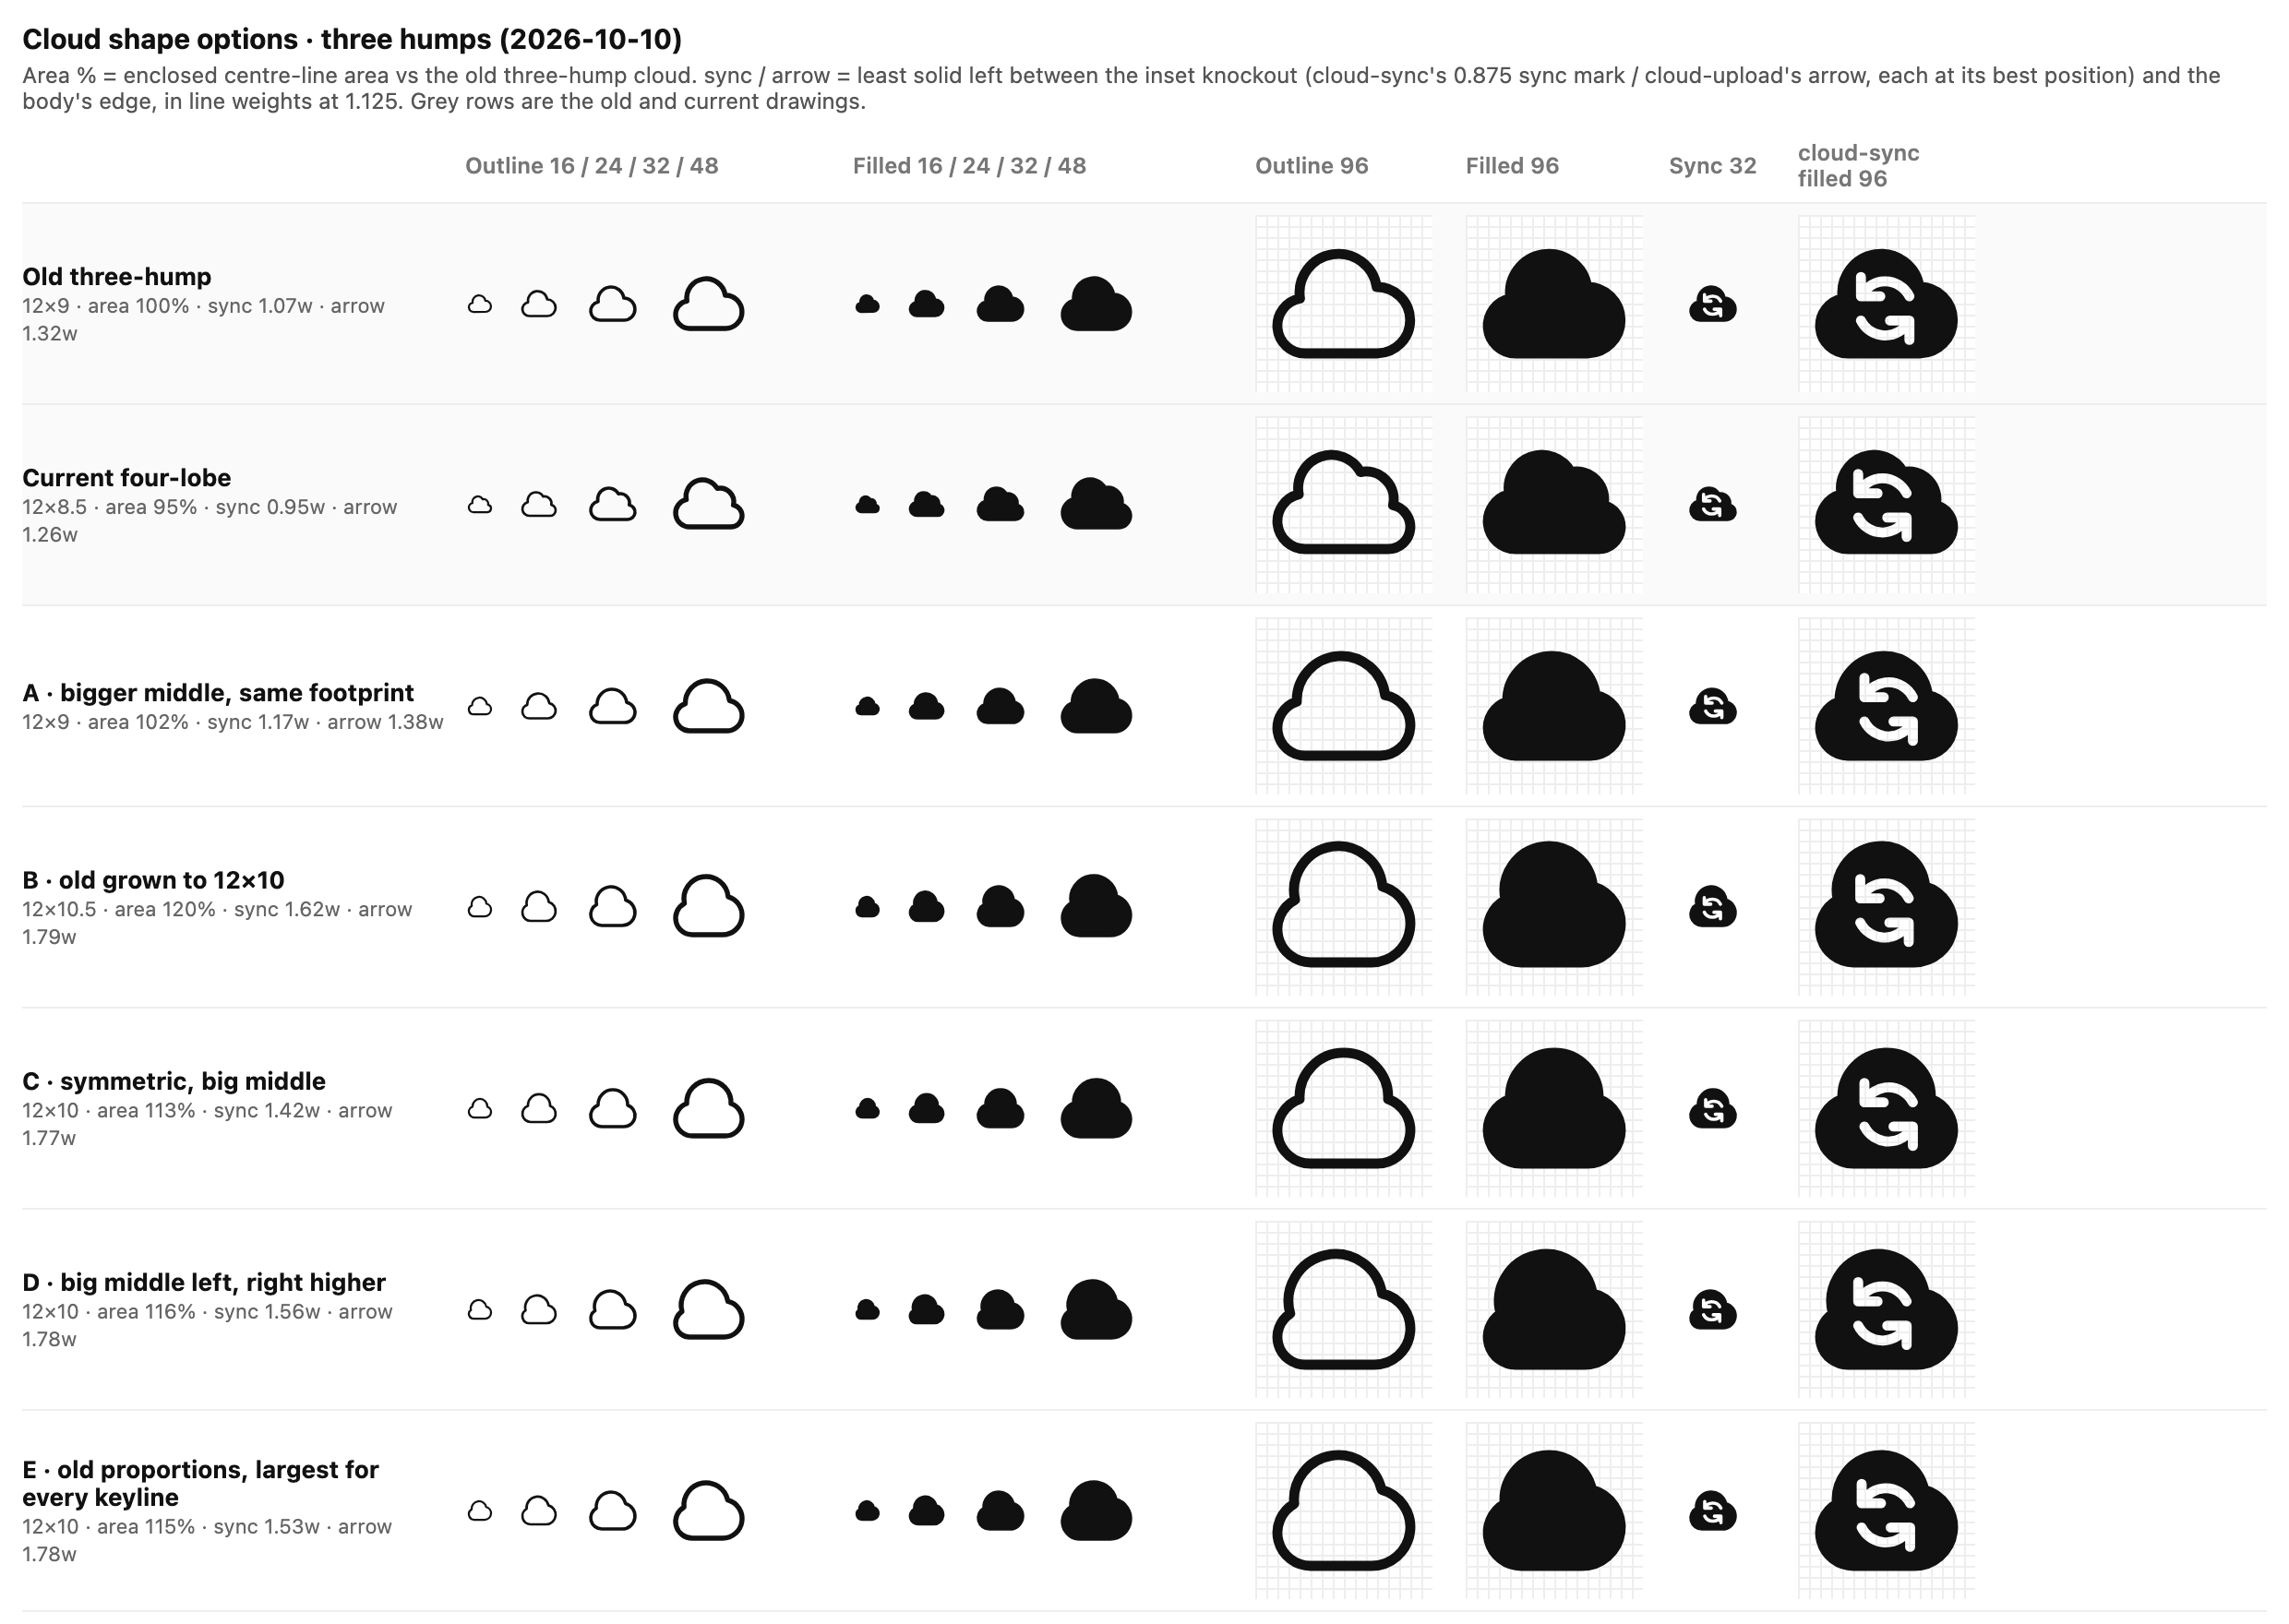 Cloud shape options · three humps (2026-10-10)
Area % = enclosed centre-line area vs the old three-hump cloud. sync / arrow = least solid left between the inset knockout (cloud-sync's 0.875 sync mark / cloud-upload's arrow, each at its best position) and the
body's edge, in line weights at 1.125. Grey rows are the old and current drawings.
Outline 16 / 24 / 32 / 48
Filled 16 / 24 / 32 / 48
Outline 96
Filled 96
Sync 32
cloud-sync
filled 96
Old three-hump
12×9 · area 100% · sync 1.07w · arrow
1.32w
Current four-lobe
12×8.5 · area 95% · sync 0.95w · arrow
1.26w
A · bigger middle, same footprint
12×9 · area 102% · sync 1.17w · arrow 1.38w
B · old grown to 12×10
12×10.5 · area 120% · sync 1.62w · arrow
1.79w
C · symmetric, big middle
12×10 · area 113% · sync 1.42w · arrow
1.77w
D · big middle left, right higher
12×10 · area 116% · sync 1.56w · arrow
1.78w
E · old proportions, largest for
every keyline
12×10 · area 115% · sync 1.53w · arrow
1.78w